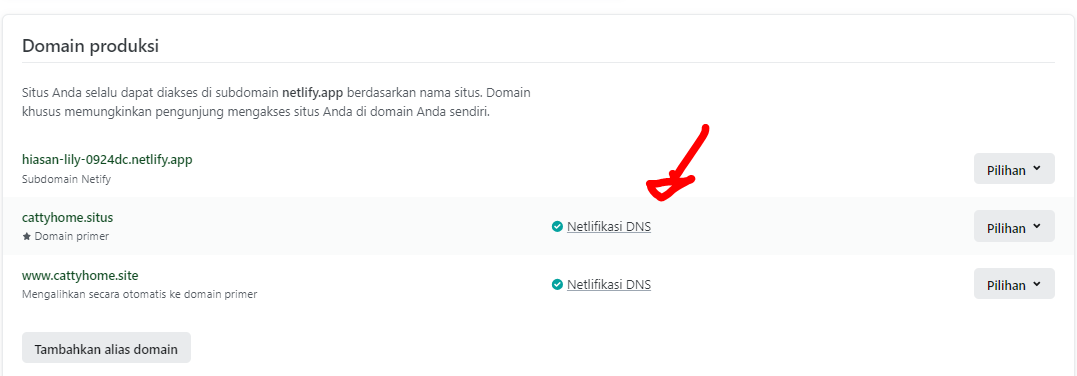 Domain produksi
Situs Anda selalu dapat diakses di subdomain netlify.app berdasarkan nama situs. Domain
khusus memungkinkan pengunjung mengakses situs Anda di domain Anda sendiri.
hiasan-lily-0924dc.netlify.app
Subdomain Netify
Pilihan
cattyhome.situs
★ Domain primer
Netlifikasi DNS
Pilihan
www.cattyhome.site
Mengalihkan secara otomatis ke domain primer
Netlifikasi DNS
Pilihan
Tambahkan alias domain